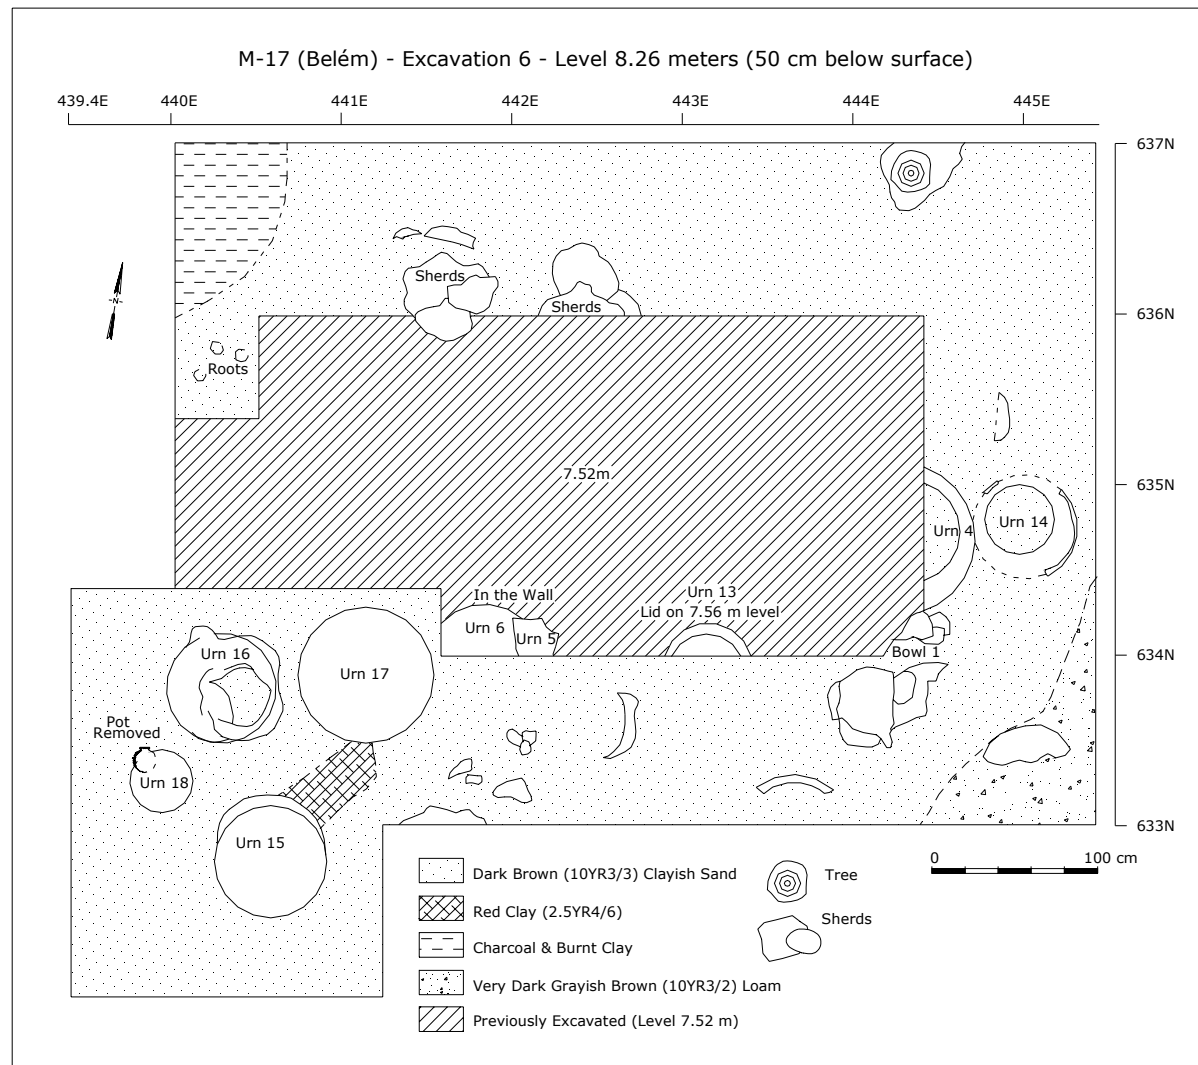 M-17 (Belém) - Excavation 6 - Level 8.26 meters (50 cm below surface)
439.4E
440E
441E
442E
443E
444E
445E
637N
636N
635N
634N
633N
-N-
Sherds
Sherds
Roots
7.52m
Urn 4
Urn 14
In the Wall
Urn 6
Urn 5
Urn 13
Lid on 7.56 m level
Bowl 1
Urn 16
Urn 17
Pot
Removed
Urn 18
Urn 15
0
100 cm
Dark Brown (10YR3/3) Clayish Sand
Red Clay (2.5YR4/6)
Charcoal & Burnt Clay
Very Dark Grayish Brown (10YR3/2) Loam
Previously Excavated (Level 7.52 m)
Tree
Sherds